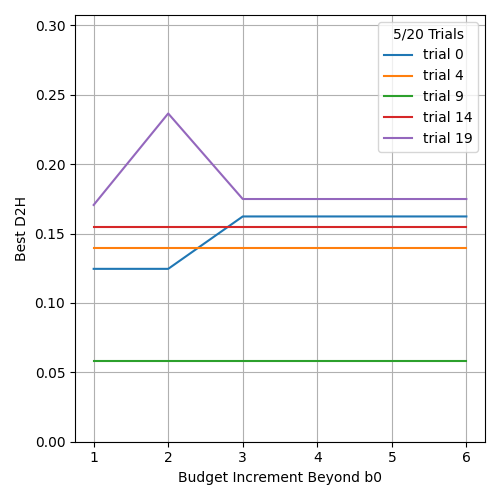 5/20 Trials
trial 0
trial 4
trial 9
trial 14
trial 19
0.30
0.25
0.20
0.15
0.10
0.05
0.00
Best D2H
1 2 3 4 5 6
Budget Increment Beyond b0